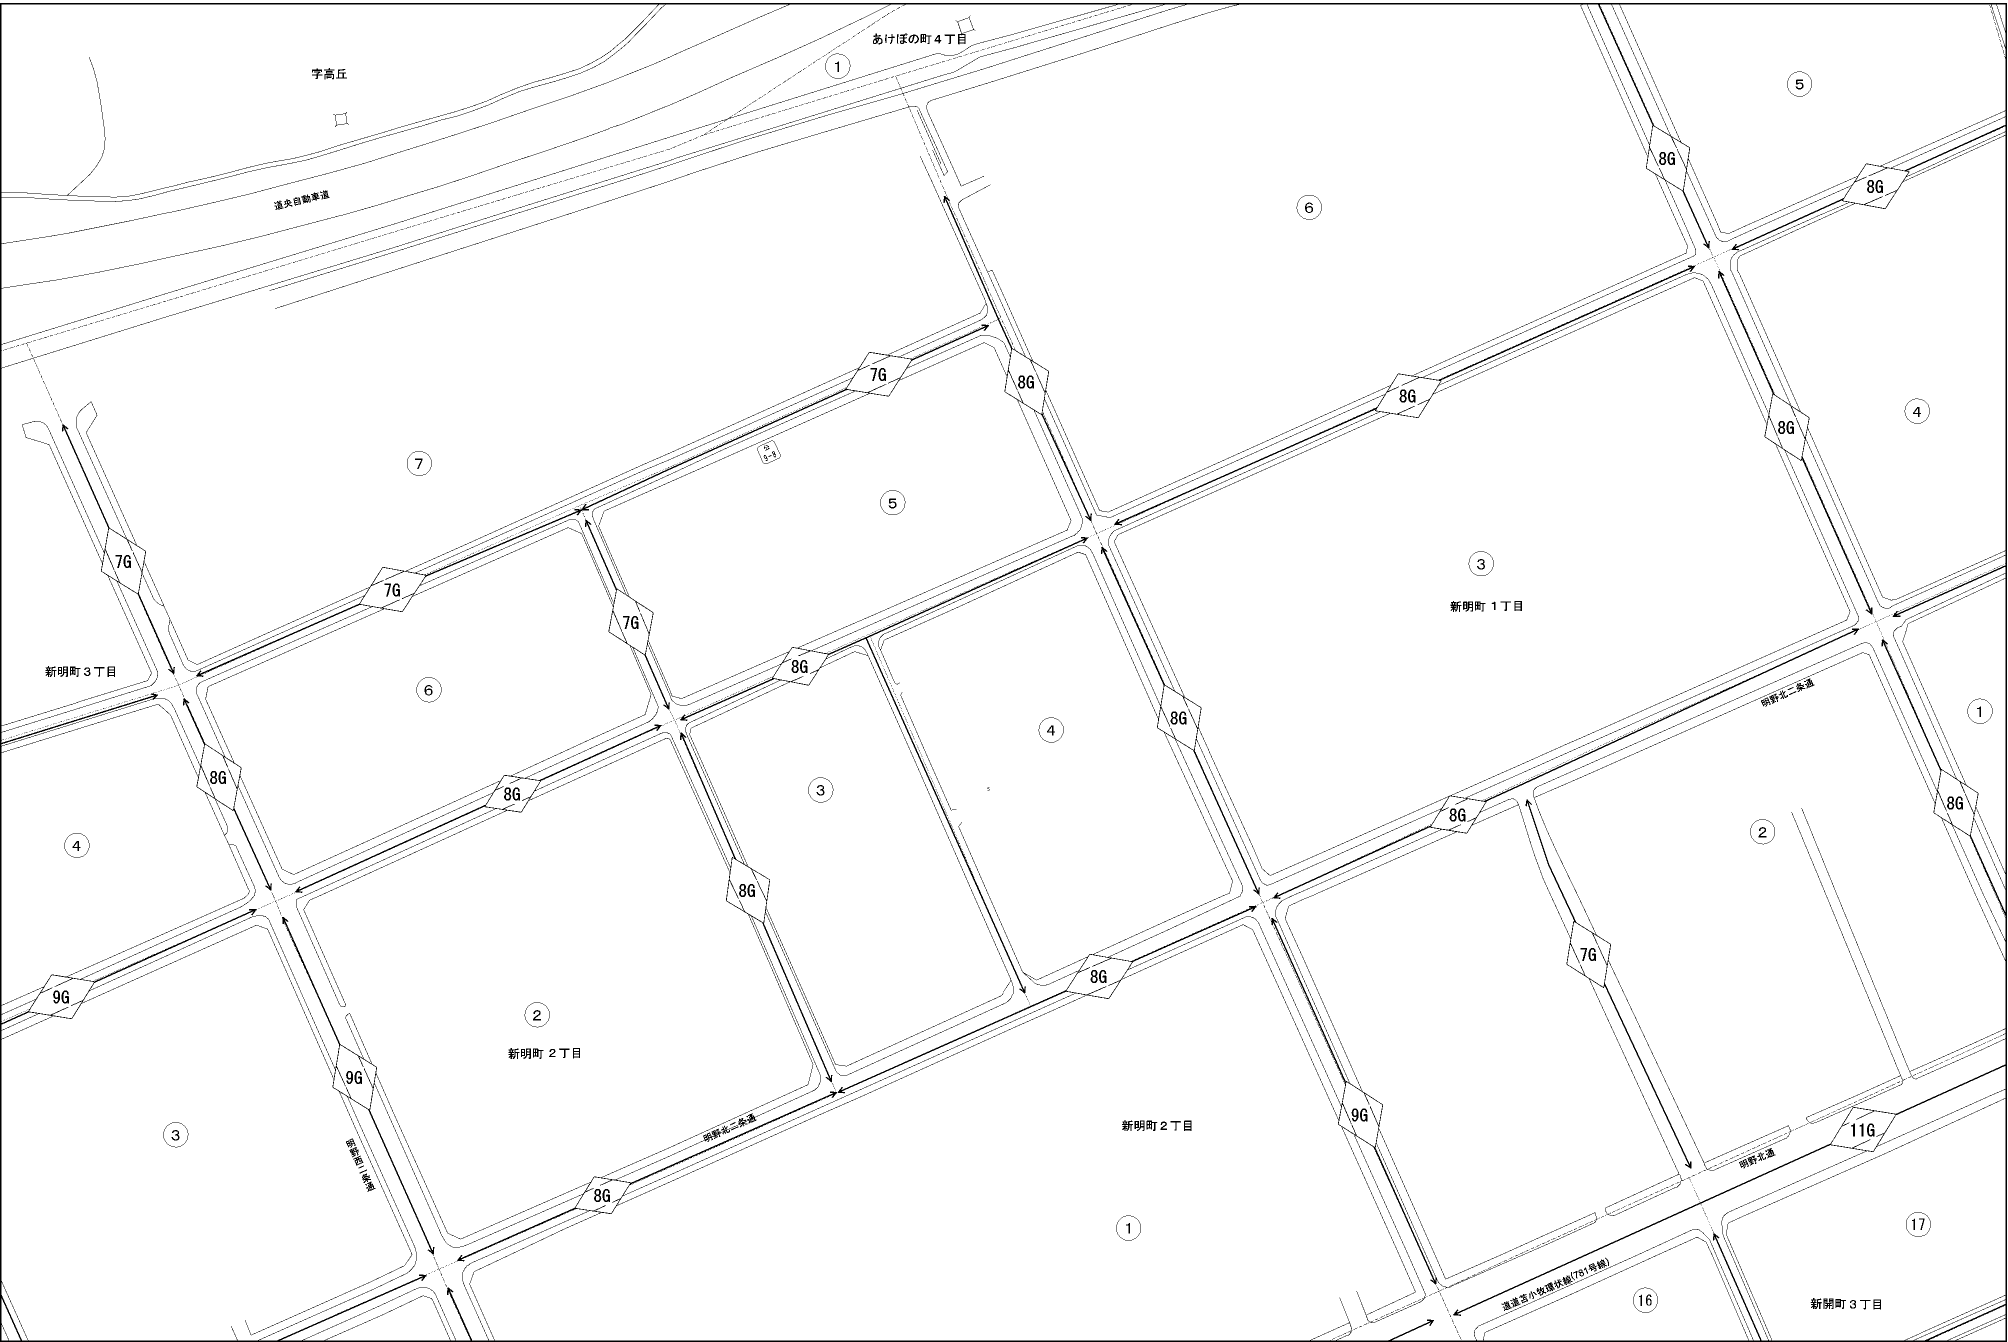 あけぼの町４丁目
①
字高丘
⑤
8G
8G
道央自動車道
⑥
7G
8G
8G
④
8G
⑦
公
9-8
⑤
7G
7G
③
新明町１丁目
7G
新明町３丁目
8G
⑥
明野北二条通
①
8G
④
8G
8G
③
8G
8G
8G
②
④
8G
7G
8G
9G
②
新明町２丁目
9G
9G
11G
明野北二条通
新明町２丁目
③
明野西二条通
明野北通
8G
①
⑰
道道苫小牧環状線(781号線)
⑯
新開町３丁目